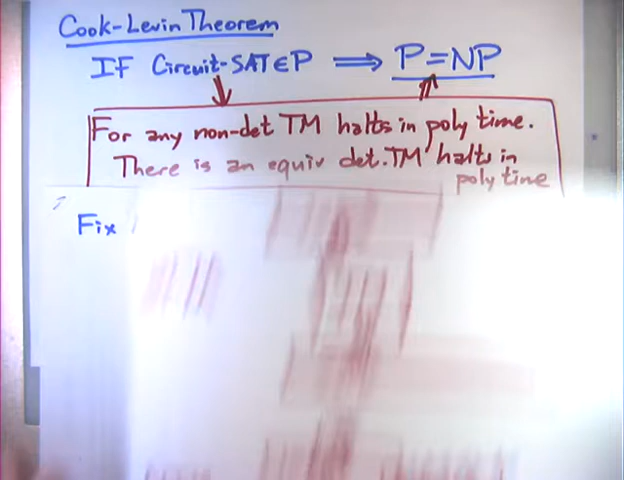 Cook-Levin Theorem
IF Circuit-SAT∈P ⟹ P=NP
For any non-det TM halts in poly time.
There is an equiv det.TM halts in
poly time
Fix